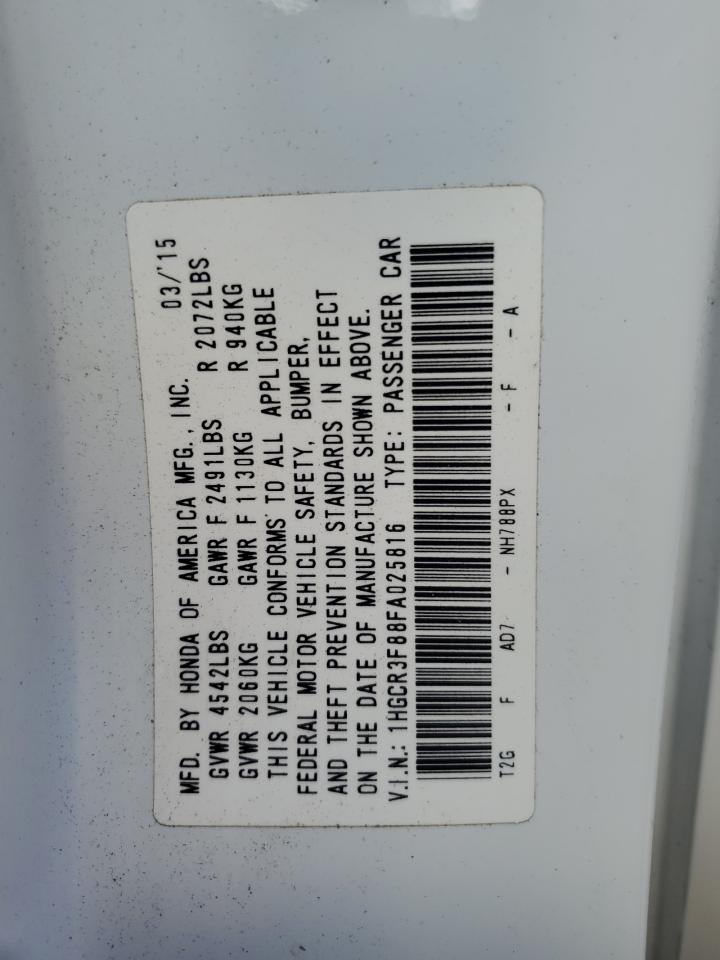 MFD. BY HONDA OF AMERICA MFG., INC. 03/'15
GVWR 4542LBS GAWR F 2491LBS R 2072LBS
GVWR 2060KG GAWR F 1130KG R 940KG
THIS VEHICLE CONFORMS TO ALL APPLICABLE
FEDERAL MOTOR VEHICLE SAFETY, BUMPER,
AND THEFT PREVENTION STANDARDS IN EFFECT
ON THE DATE OF MANUFACTURE SHOWN ABOVE.
V.I.N.: 1HGCR3F88FA025816 TYPE: PASSENGER CAR
T2G F AD7 - NH788PX - F - A